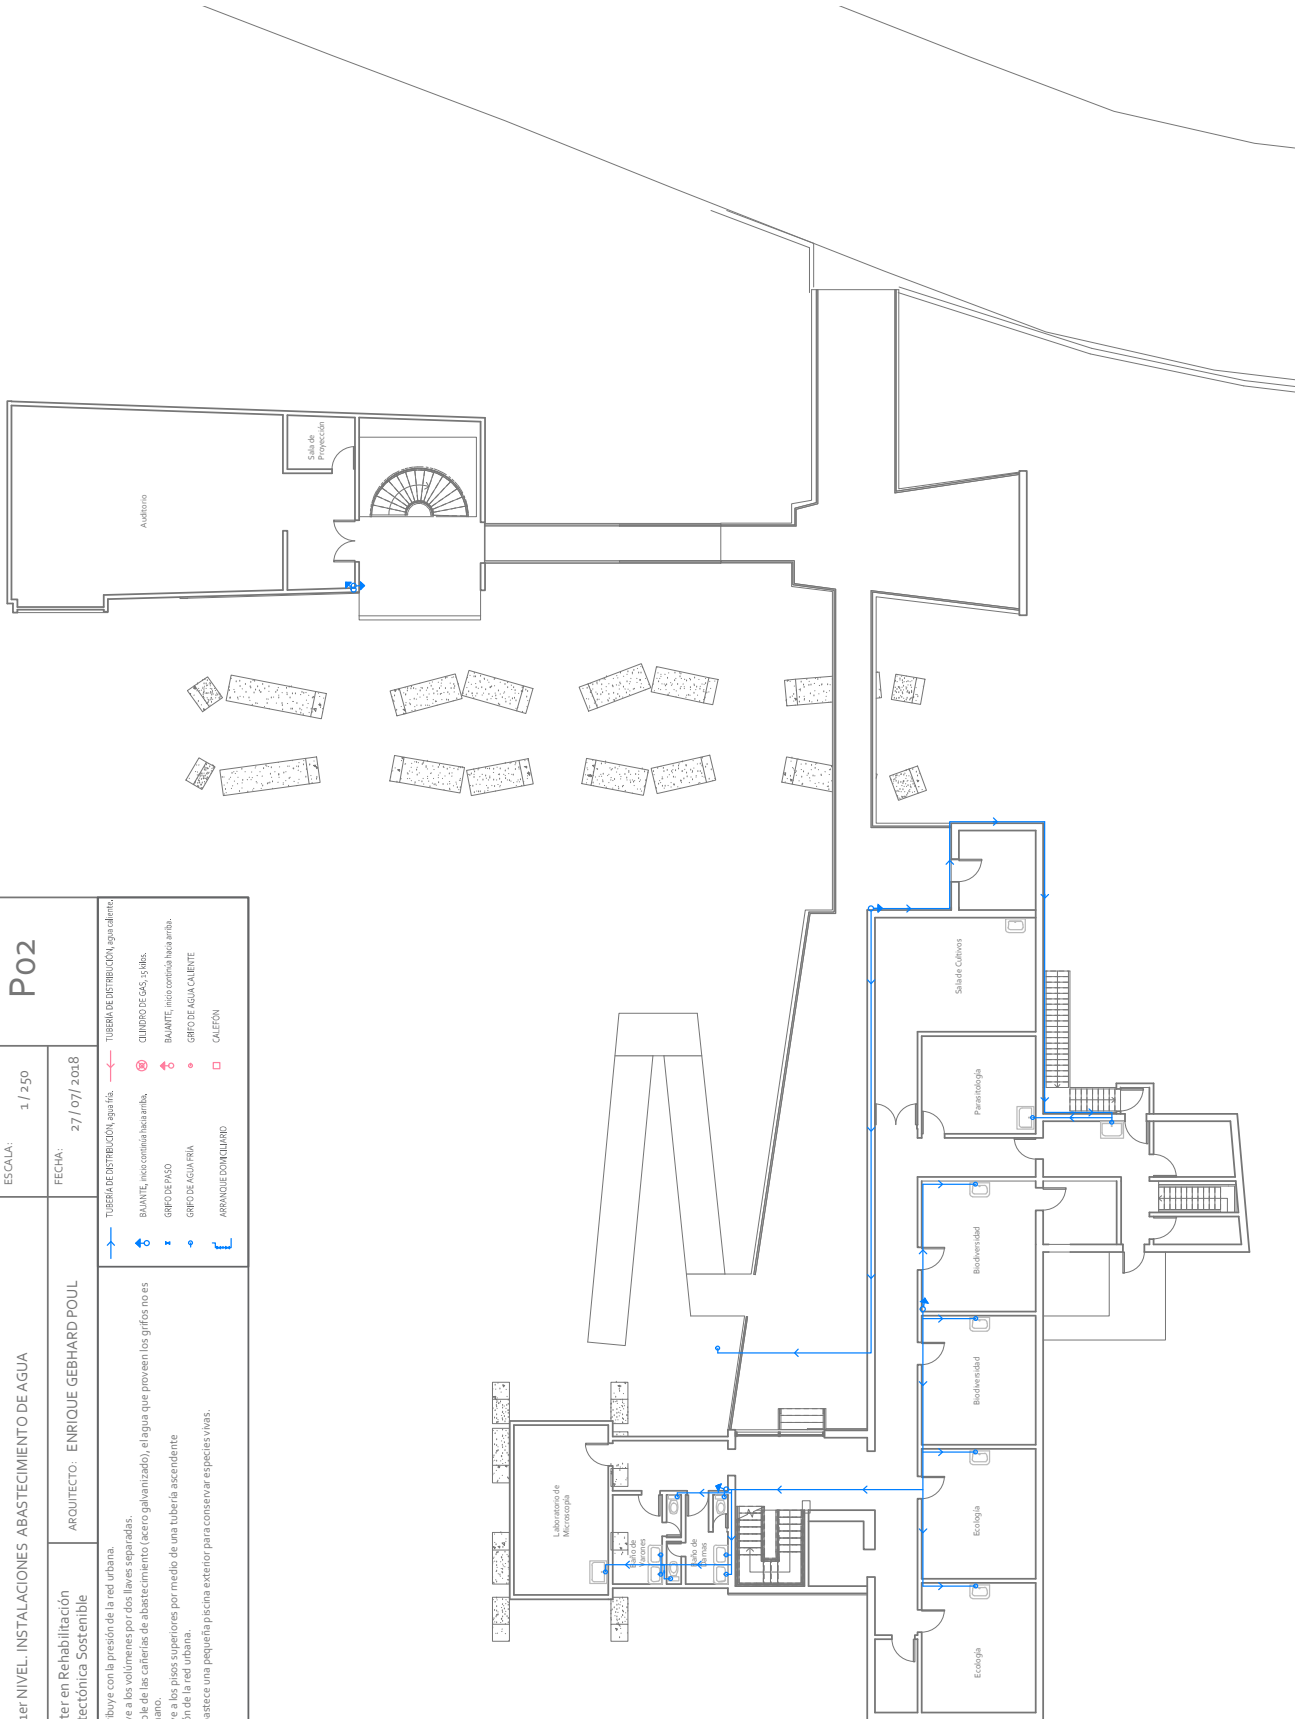 P02
ESCALA:
1 / 250
FECHA:
27 / 07 / 2018
1er NIVEL. INSTALACIONES ABASTECIMIENTO DE AGUA
ARQUITECTO: ENRIQUE GEBHARD POUL
ter en Rehabilitación
tectónica Sostenible
TUBERÍA DE DISTRIBUCIÓN, agua fría.
BAJANTE, inicio continúa hacia arriba.
GRIFO DE PASO
GRIFO DE AGUA FRÍA
ARRANQUE DOMICILIARIO
TUBERÍA DE DISTRIBUCIÓN, agua caliente.
CILINDRO DE GAS, 15 kilos.
BAJANTE, inicio continúa hacia arriba.
GRIFO DE AGUA CALIENTE
CALEFÓN
ibuye con la presión de la red urbana.
ve a los volúmenes por dos llaves separadas.
ble de las cañerías de abastecimiento (acero galvanizado), el agua que proveen los grifos no es
ano.
ve a los pisos superiores por medio de una tubería ascendente
ón de la red urbana.
bastece una pequeña piscina exterior para conservar especies vivas.
Auditorio
Sala de
Proyección
Sala de Cultivos
Parasitología
Biodiversidad
Biodiversidad
Ecología
Ecología
Laboratorio de
Microscopía
Baño de
Varones
Baño de
Damas